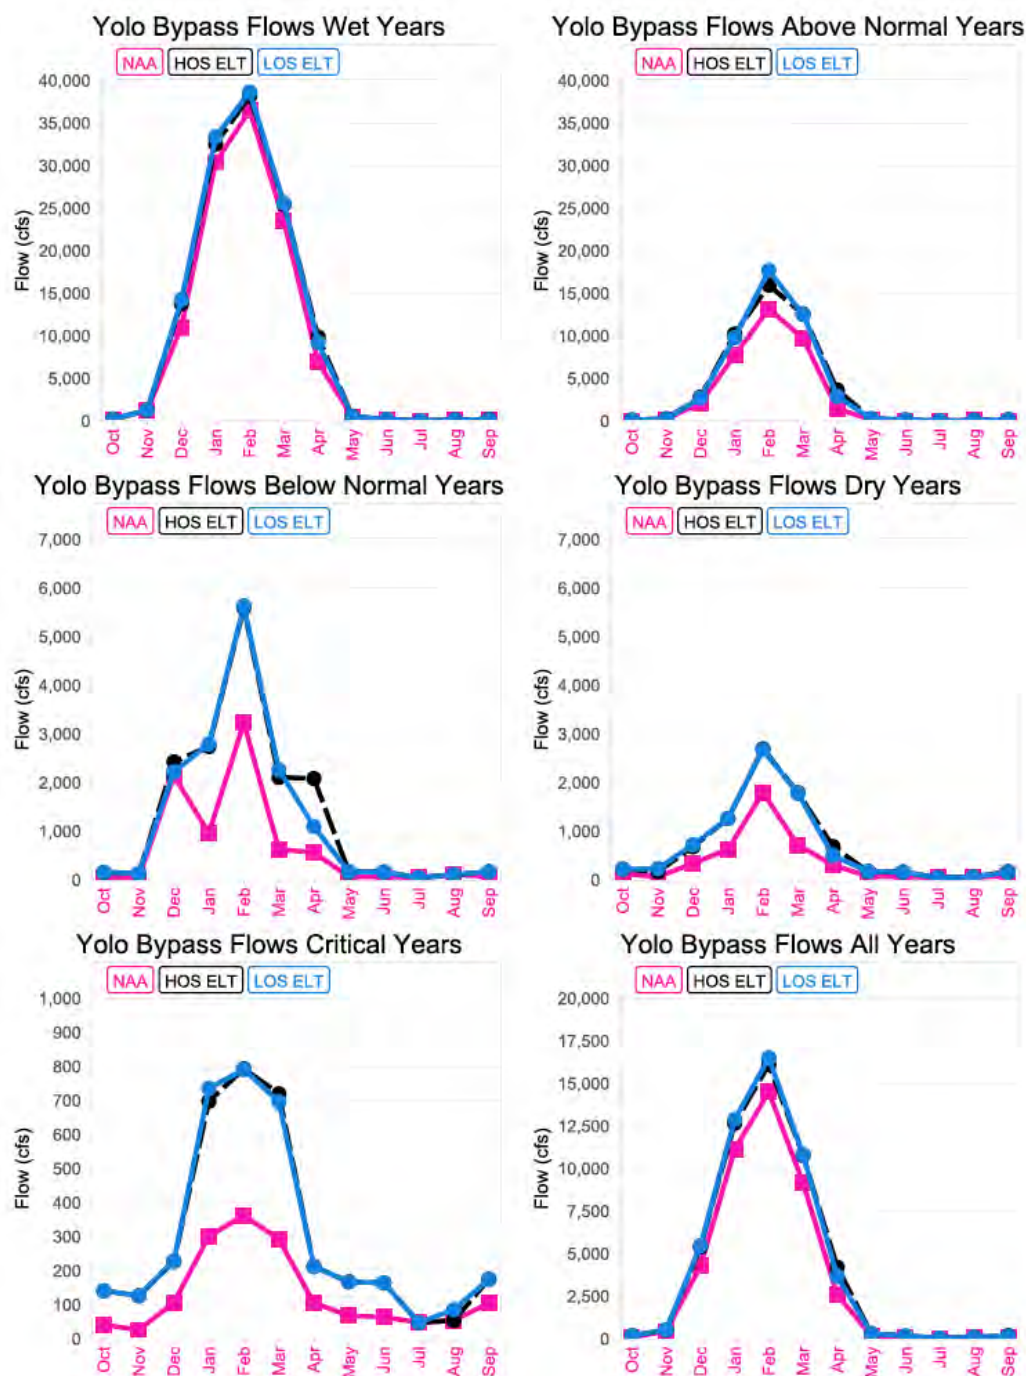 Yolo Bypass Flows Wet Years
NAA HOS ELT LOS ELT
Flow (cfs)
40,000
35,000
30,000
25,000
20,000
15,000
10,000
5,000
0
Oct Nov Dec Jan Feb Mar Apr May Jun Jul Aug Sep
Yolo Bypass Flows Above Normal Years
NAA HOS ELT LOS ELT
Flow (cfs)
40,000
35,000
30,000
25,000
20,000
15,000
10,000
5,000
0
Oct Nov Dec Jan Feb Mar Apr May Jun Jul Aug Sep
Yolo Bypass Flows Below Normal Years
NAA HOS ELT LOS ELT
Flow (cfs)
7,000
6,000
5,000
4,000
3,000
2,000
1,000
0
Oct Nov Dec Jan Feb Mar Apr May Jun Jul Aug Sep
Yolo Bypass Flows Dry Years
NAA HOS ELT LOS ELT
Flow (cfs)
7,000
6,000
5,000
4,000
3,000
2,000
1,000
0
Oct Nov Dec Jan Feb Mar Apr May Jun Jul Aug Sep
Yolo Bypass Flows Critical Years
NAA HOS ELT LOS ELT
Flow (cfs)
1,000
900
800
700
600
500
400
300
200
100
0
Oct Nov Dec Jan Feb Mar Apr May Jun Jul Aug Sep
Yolo Bypass Flows All Years
NAA HOS ELT LOS ELT
Flow (cfs)
20,000
17,500
15,000
12,500
10,000
7,500
5,000
2,500
0
Oct Nov Dec Jan Feb Mar Apr May Jun Jul Aug Sep